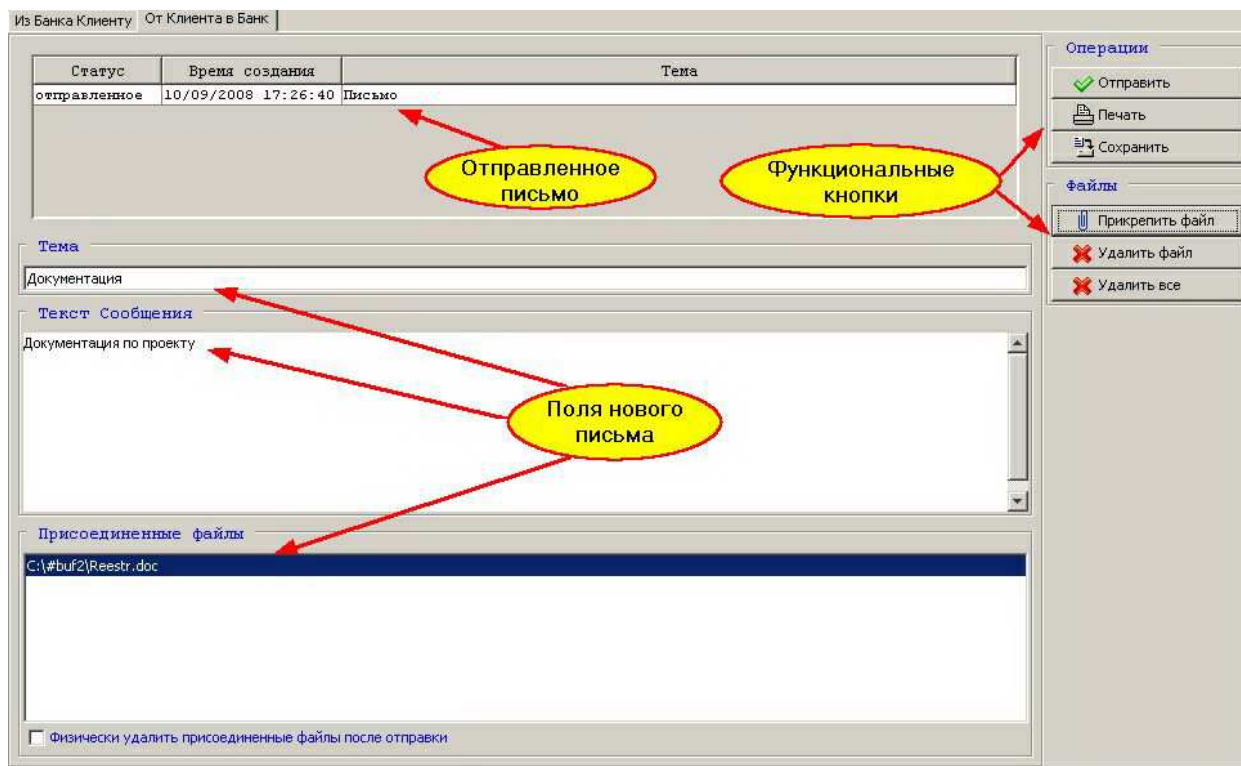 Из Банка Клиенту От Клиента в Банк
Статус Время создания Тема
отправленное 10/09/2008 17:26:40 Письмо
Отправленное
письмо
Функциональные
кнопки
Операции
Отправить
Печать
Сохранить
Файлы
Прикрепить файл
Удалить файл
Удалить все
Тема
Документация
Текст Сообщения
Документация по проекту
Поля нового
письма
Присоединенные файлы
C:\#buf2\Reestr.doc
Физически удалить присоединенные файлы после отправки